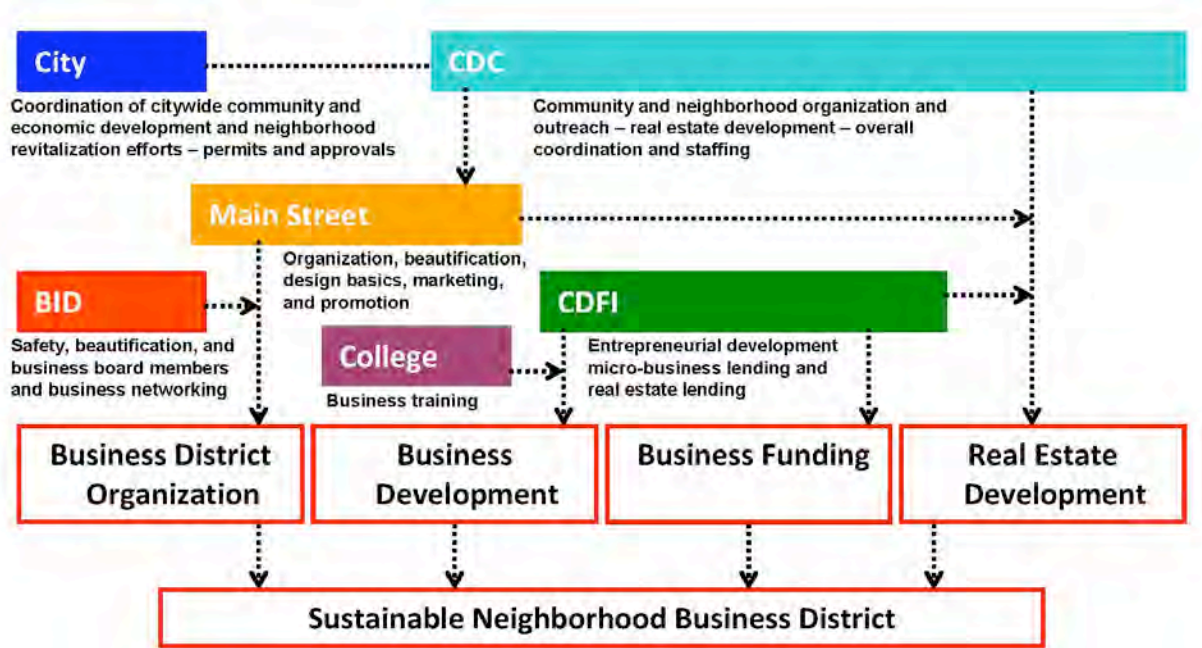 City
CDC
Coordination of citywide community and
economic development and neighborhood
revitalization efforts – permits and approvals
Community and neighborhood organization and
outreach – real estate development – overall
coordination and staffing
Main Street
Organization, beautification,
design basics, marketing,
and promotion
BID
Safety, beautification, and
business board members
and business networking
CDFI
Entrepreneurial development
micro-business lending and
real estate lending
College
Business training
Business District
Organization
Business
Development
Business Funding
Real Estate
Development
Sustainable Neighborhood Business District